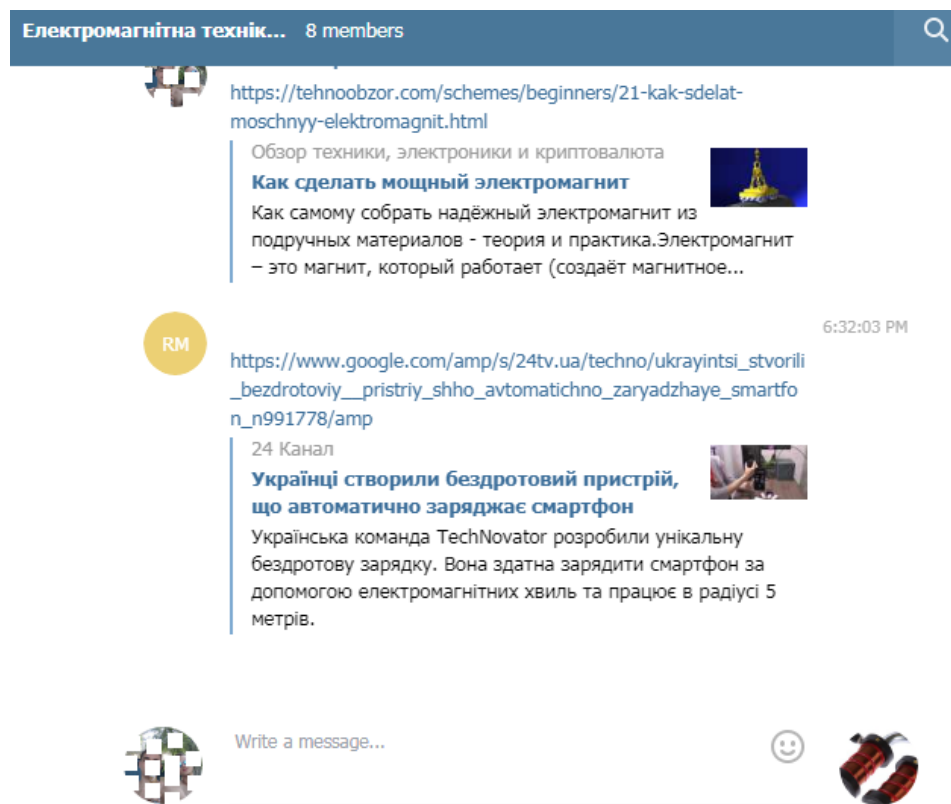 Електромагнітна технік... 8 members
https://tehnoobzor.com/schemes/beginners/21-kak-sdelat-
moschnyy-elektromagnit.html
Обзор техники, электроники и криптовалюта
Как сделать мощный электромагнит
Как самому собрать надёжный электромагнит из
подручных материалов - теория и практика.Электромагнит
– это магнит, который работает (создаёт магнитное...
6:32:03 PM
RM
https://www.google.com/amp/s/24tv.ua/techno/ukrayintsi_stvorili
_bezdrotoviy__pristriy_shho_avtomatichno_zaryadzhaye_smartfo
n_n991778/amp
24 Канал
Українці створили бездротовий пристрій,
що автоматично заряджає смартфон
Українська команда TechNovator розробили унікальну
бездротову зарядку. Вона здатна зарядити смартфон за
допомогою електромагнітних хвиль та працює в радіусі 5
метрів.
Write a message...